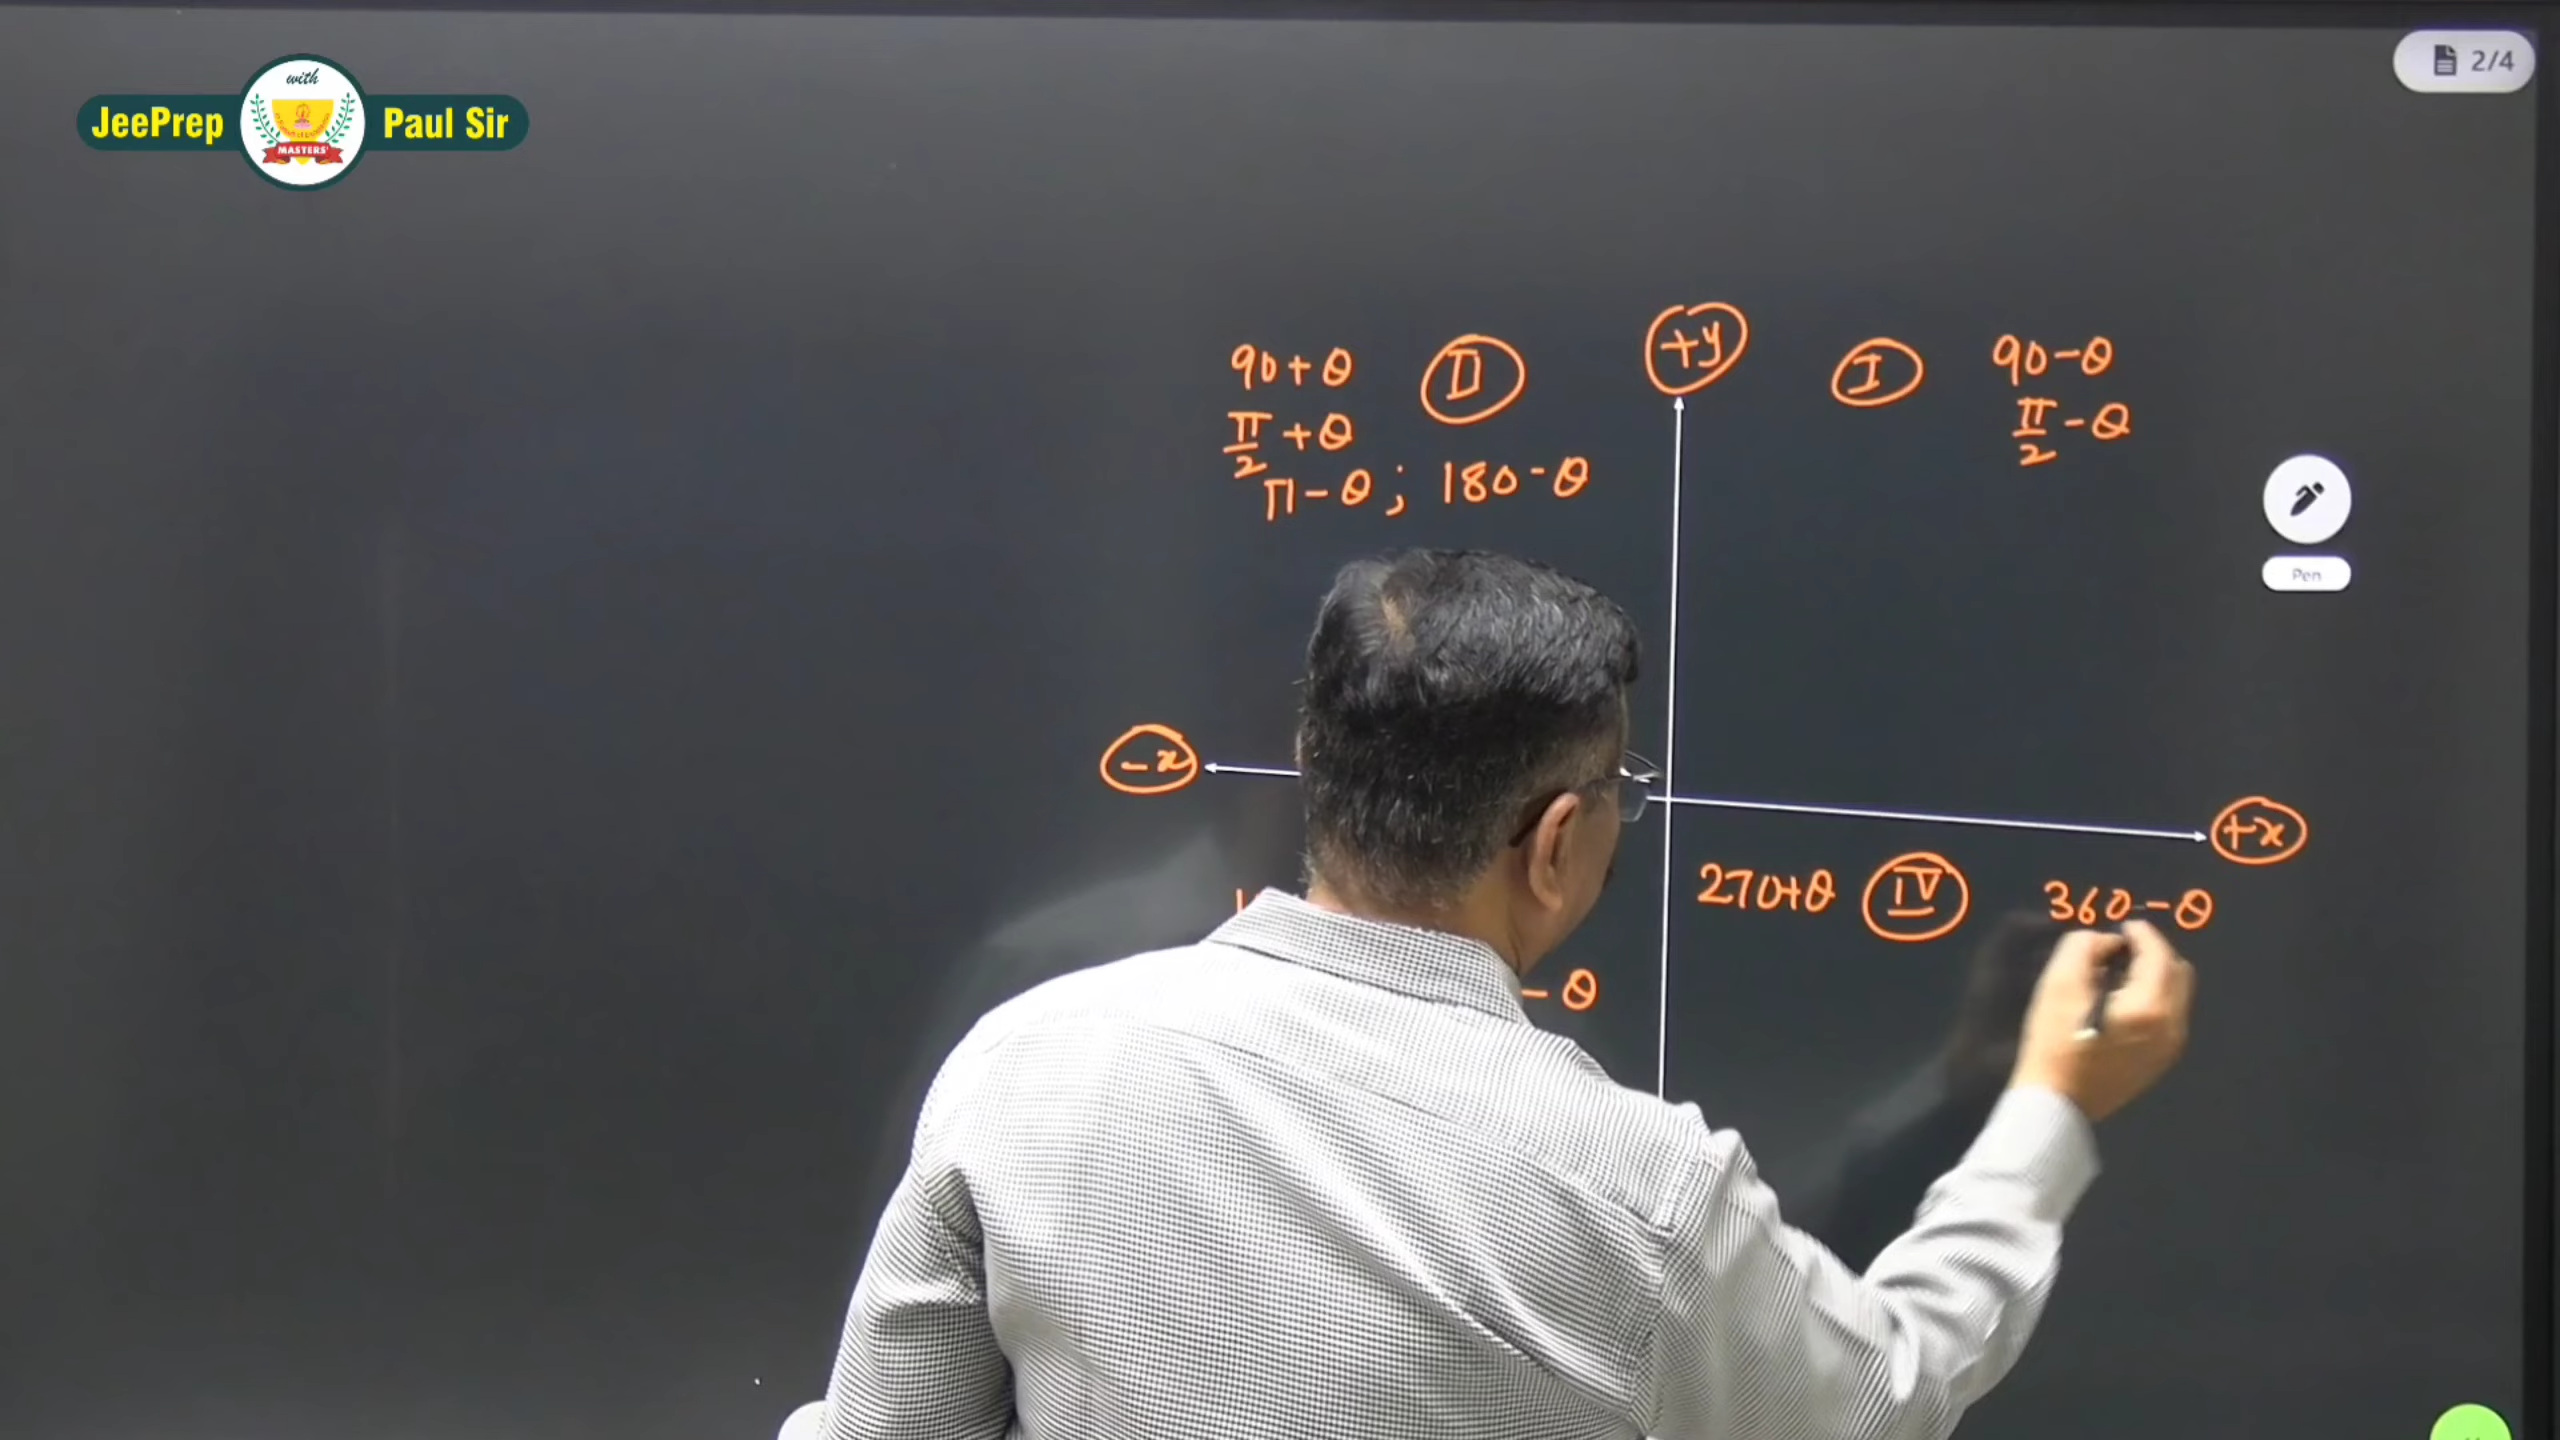 JeePrep with Paul Sir
MASTERS'
2/4
+y
90+θ II
π/2 +θ
π-θ ; 180-θ
I 90-θ
π/2 -θ
Pen
-x
+x
270+θ IV 360-θ
-θ